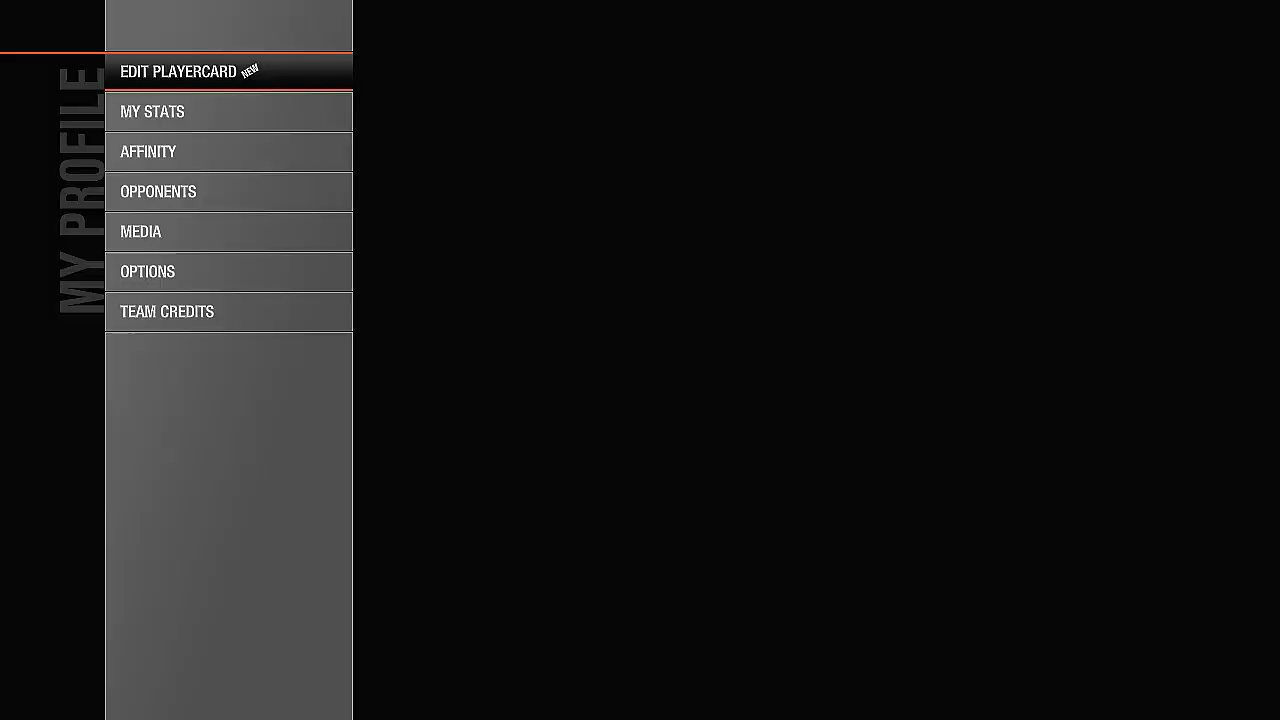 MY PROFILE
EDIT PLAYERCARD NEW
MY STATS
AFFINITY
OPPONENTS
MEDIA
OPTIONS
TEAM CREDITS